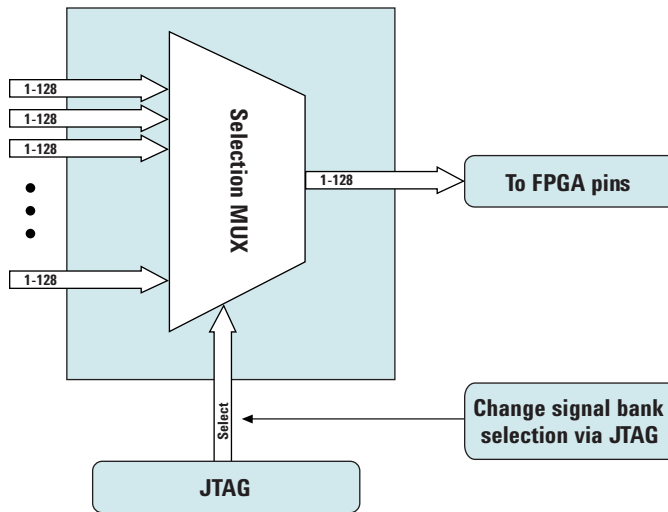 1-128
1-128
1-128
1-128
Selection MUX
1-128
To FPGA pins
Select
Change signal bank
selection via JTAG
JTAG